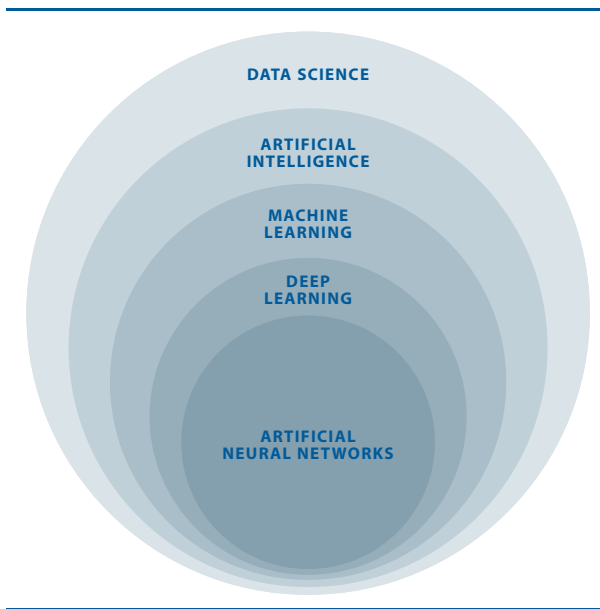 DATA SCIENCE
ARTIFICIAL
INTELLIGENCE
MACHINE
LEARNING
DEEP
LEARNING
ARTIFICIAL
NEURAL NETWORKS